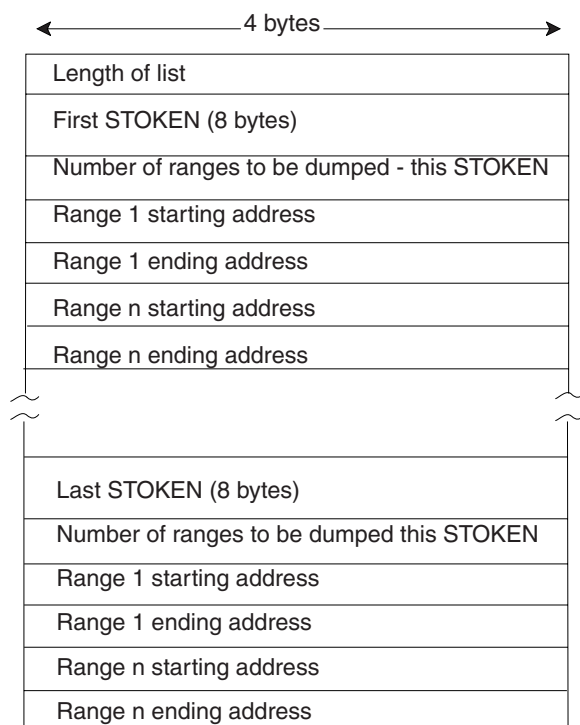 4 bytes
Length of list
First STOKEN (8 bytes)
Number of ranges to be dumped - this STOKEN
Range 1 starting address
Range 1 ending address
Range n starting address
Range n ending address
Last STOKEN (8 bytes)
Number of ranges to be dumped this STOKEN
Range 1 starting address
Range 1 ending address
Range n starting address
Range n ending address